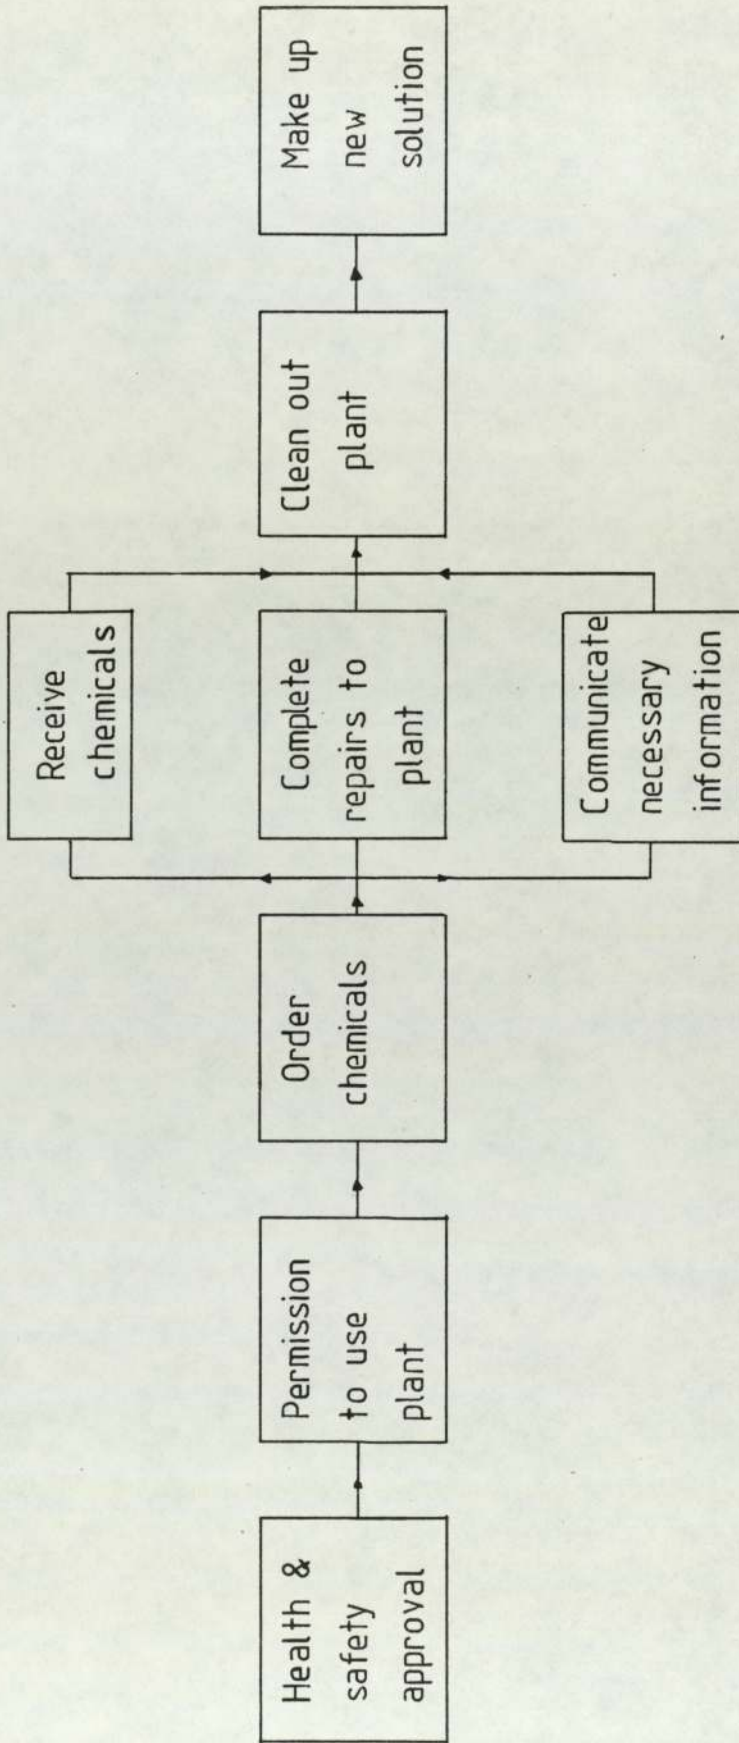 Health &
safety
approval
Permission
to use
plant
Order
chemicals
Receive
chemicals
Complete
repairs to
plant
Communicate
necessary
information
Clean out
plant
Make up
new
solution